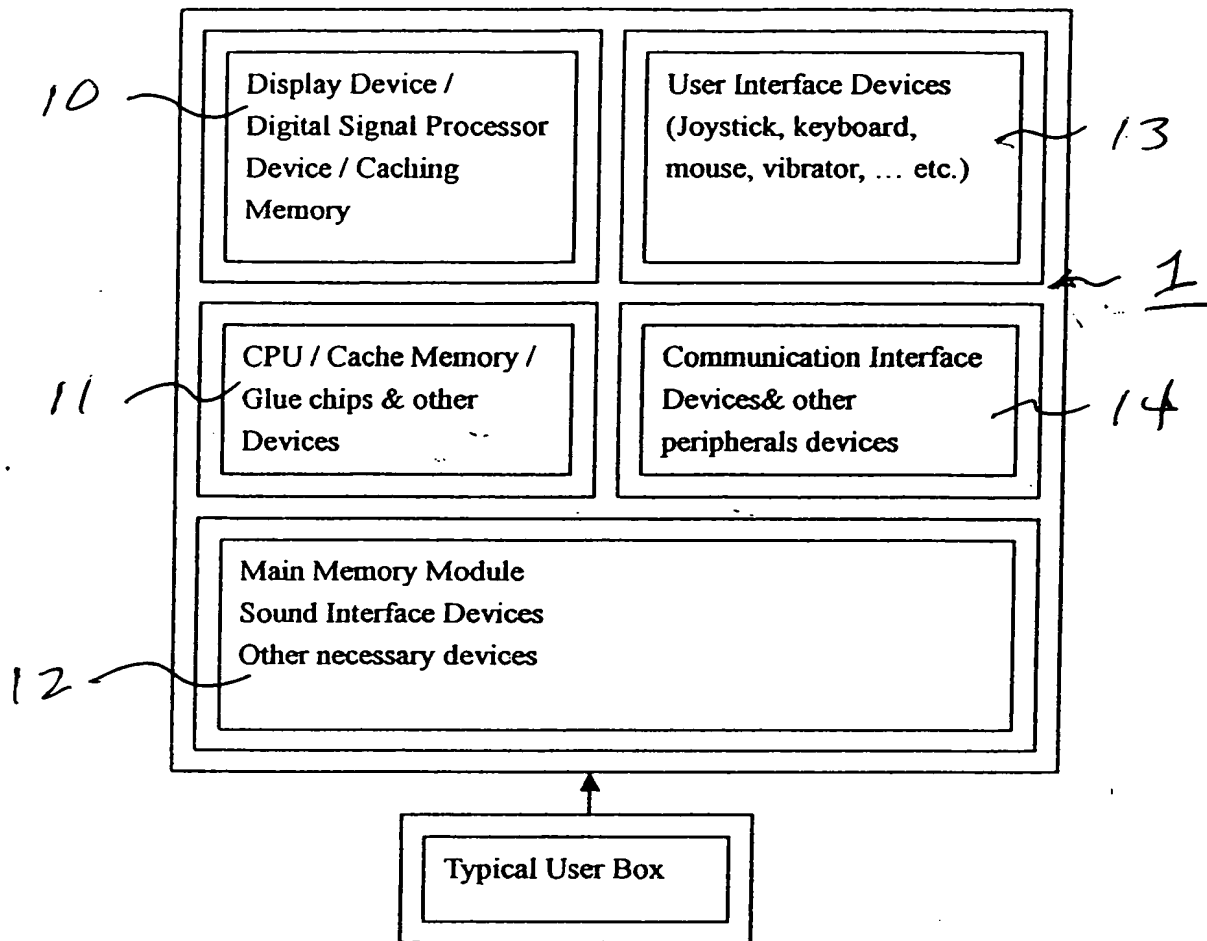 10
Display Device /
Digital Signal Processor
Device / Caching
Memory
User Interface Devices
(Joystick, keyboard,
mouse, vibrator, ... etc.)
13
1
11
CPU / Cache Memory /
Glue chips & other
Devices
Communication Interface
Devices& other
peripherals devices
14
12
Main Memory Module
Sound Interface Devices
Other necessary devices
Typical User Box